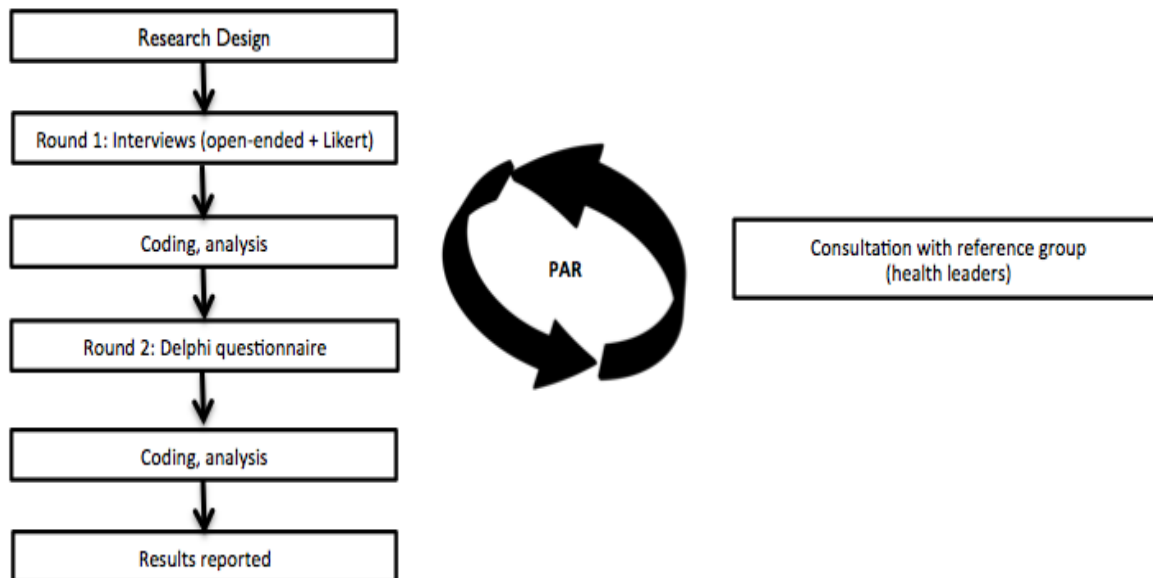 Research Design
Round 1: Interviews (open-ended + Likert)
Coding, analysis
Round 2: Delphi questionnaire
Coding, analysis
Results reported
PAR
Consultation with reference group
(health leaders)